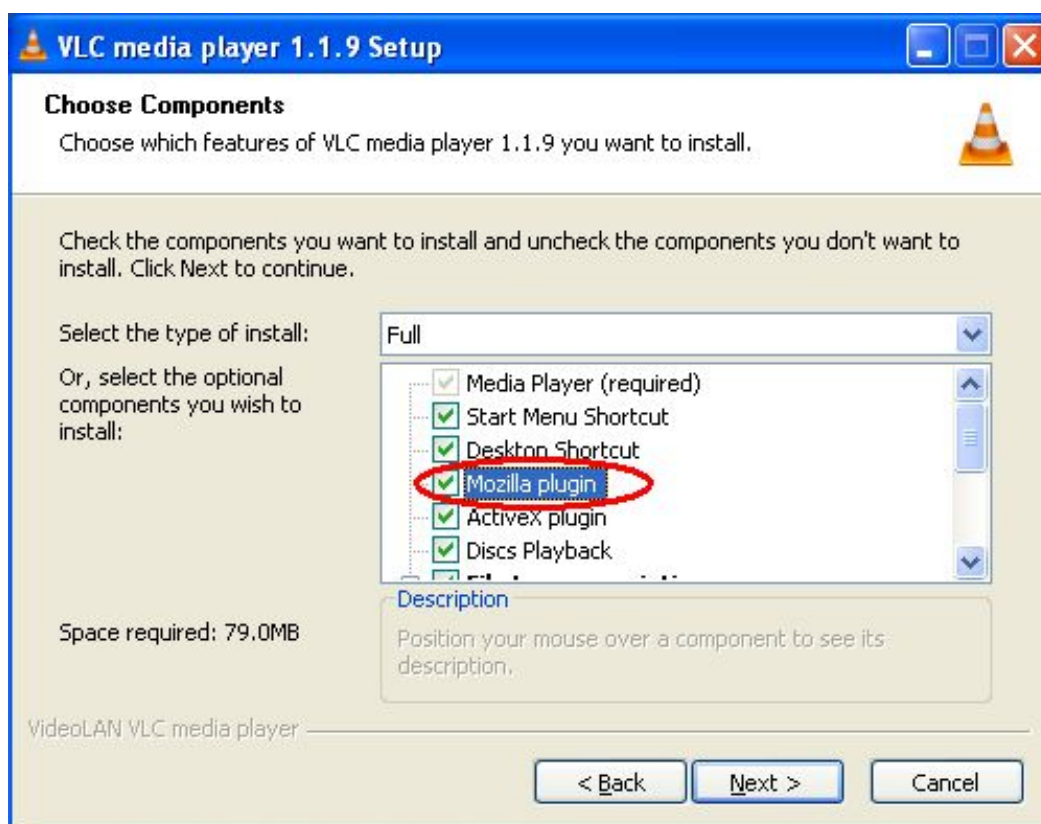 VLC media player 1.1.9 Setup
Choose Components
Choose which features of VLC media player 1.1.9 you want to install.
Check the components you want to install and uncheck the components you don't want to
install. Click Next to continue.
Select the type of install:
Full
Or, select the optional
components you wish to
install:
Media Player (required)
Start Menu Shortcut
Desktop Shortcut
Mozilla plugin
ActiveX plugin
Discs Playback
Space required: 79.0MB
Description
Position your mouse over a component to see its
description.
VideoLAN VLC media player
< Back
Next >
Cancel